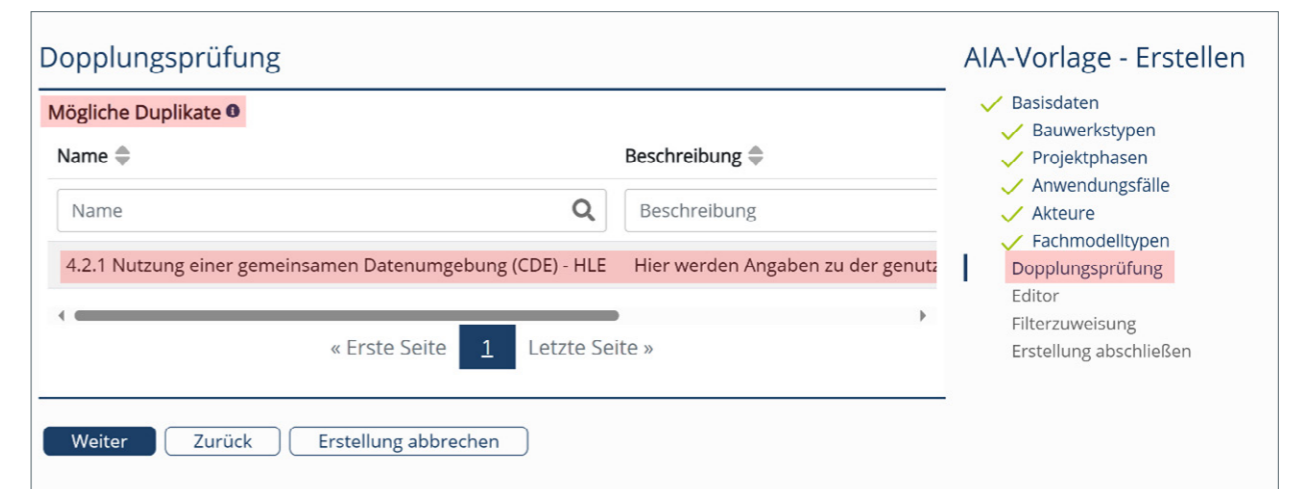 Dopplungsprüfung
Mögliche Duplikate
Name Beschreibung
Name Beschreibung
4.2.1 Nutzung einer gemeinsamen Datenumgebung (CDE) - HLE Hier werden Angaben zu der genutz
« Erste Seite 1 Letzte Seite »
Weiter Zurück Erstellung abbrechen
AIA-Vorlage - Erstellen
Basisdaten
Bauwerkstypen
Projektphasen
Anwendungsfälle
Akteure
Fachmodelltypen
Dopplungsprüfung
Editor
Filterzuweisung
Erstellung abschließen